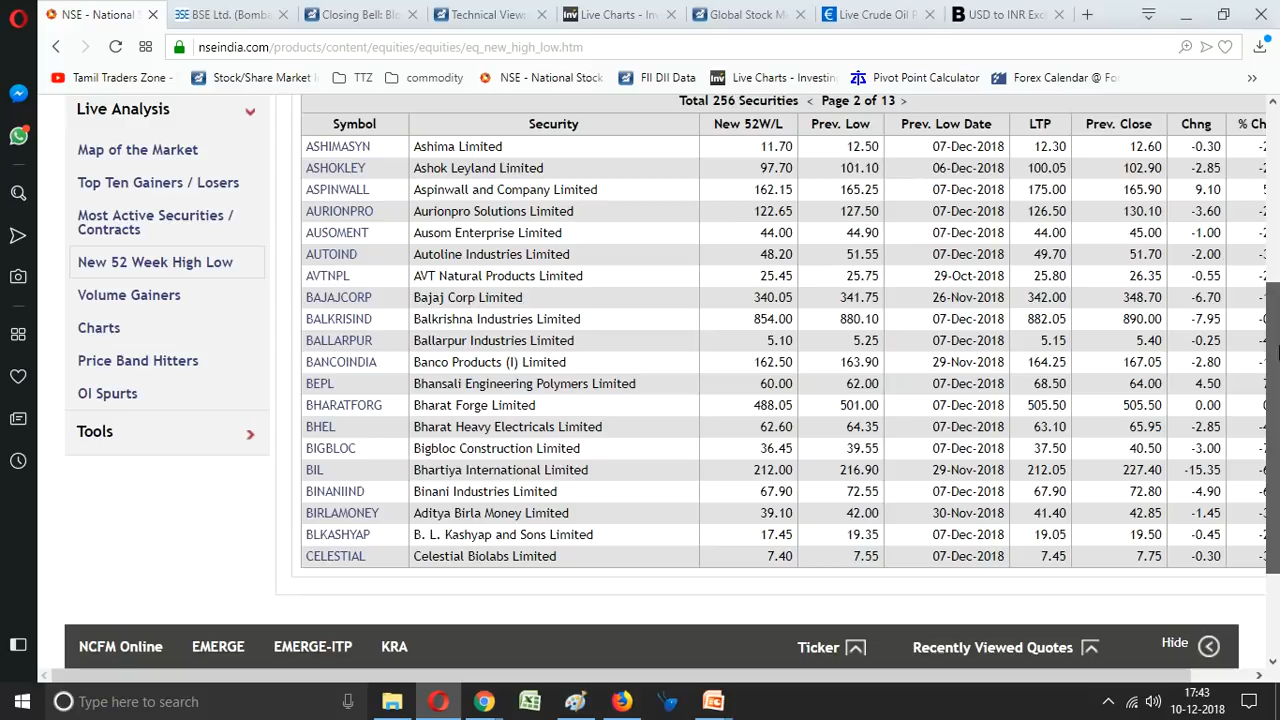 NSE - National S
BSE Ltd. (Bomba
Closing Bell: Blo
Technical View:
Live Charts - Inv
Global Stock M
Live Crude Oil P
USD to INR Exc
nseindia.com/products/content/equities/equities/eq_new_high_low.htm
Tamil Traders Zone - Stock/Share Market TTZ commodity NSE - National Stock FII DII Data Live Charts - Investing Pivot Point Calculator Forex Calendar @ Fo
Live Analysis
Map of the Market
Top Ten Gainers / Losers
Most Active Securities /
Contracts
New 52 Week High Low
Volume Gainers
Charts
Price Band Hitters
OI Spurts
Tools
Total 256 Securities < Page 2 of 13 >
Symbol Security New 52W/L Prev. Low Prev. Low Date LTP Prev. Close Chng % Ch
ASHIMASYN Ashima Limited 11.70 12.50 07-Dec-2018 12.30 12.60 -0.30
ASHOKLEY Ashok Leyland Limited 97.70 101.10 06-Dec-2018 100.05 102.90 -2.85
ASPINWALL Aspinwall and Company Limited 162.15 165.25 07-Dec-2018 175.00 165.90 9.10
AURIONPRO Aurionpro Solutions Limited 122.65 127.50 07-Dec-2018 126.50 130.10 -3.60
AUSOMENT Ausom Enterprise Limited 44.00 44.90 07-Dec-2018 44.00 45.00 -1.00
AUTOIND Autoline Industries Limited 48.20 51.55 07-Dec-2018 49.70 51.70 -2.00
AVTNPL AVT Natural Products Limited 25.45 25.75 29-Oct-2018 25.80 26.35 -0.55
BAJAJCORP Bajaj Corp Limited 340.05 341.75 26-Nov-2018 342.00 348.70 -6.70
BALKRISIND Balkrishna Industries Limited 854.00 880.10 07-Dec-2018 882.05 890.00 -7.95
BALLARPUR Ballarpur Industries Limited 5.10 5.25 07-Dec-2018 5.15 5.40 -0.25
BANCOINDIA Banco Products (I) Limited 162.50 163.90 29-Nov-2018 164.25 167.05 -2.80
BEPL Bhansali Engineering Polymers Limited 60.00 62.00 07-Dec-2018 68.50 64.00 4.50
BHARATFORG Bharat Forge Limited 488.05 501.00 07-Dec-2018 505.50 505.50 0.00
BHEL Bharat Heavy Electricals Limited 62.60 64.35 07-Dec-2018 63.10 65.95 -2.85
BIGBLOC Bigbloc Construction Limited 36.45 39.55 07-Dec-2018 37.50 40.50 -3.00
BIL Bhartiya International Limited 212.00 216.90 29-Nov-2018 212.05 227.40 -15.35
BINANIIND Binani Industries Limited 67.90 72.55 07-Dec-2018 67.90 72.80 -4.90
BIRLAMONEY Aditya Birla Money Limited 39.10 42.00 30-Nov-2018 41.40 42.85 -1.45
BLKASHYAP B. L. Kashyap and Sons Limited 17.45 19.35 07-Dec-2018 19.05 19.50 -0.45
CELESTIAL Celestial Biolabs Limited 7.40 7.55 07-Dec-2018 7.45 7.75 -0.30
NCFM Online EMERGE EMERGE-ITP KRA Ticker Recently Viewed Quotes Hide
Type here to search
17:43
10-12-2018